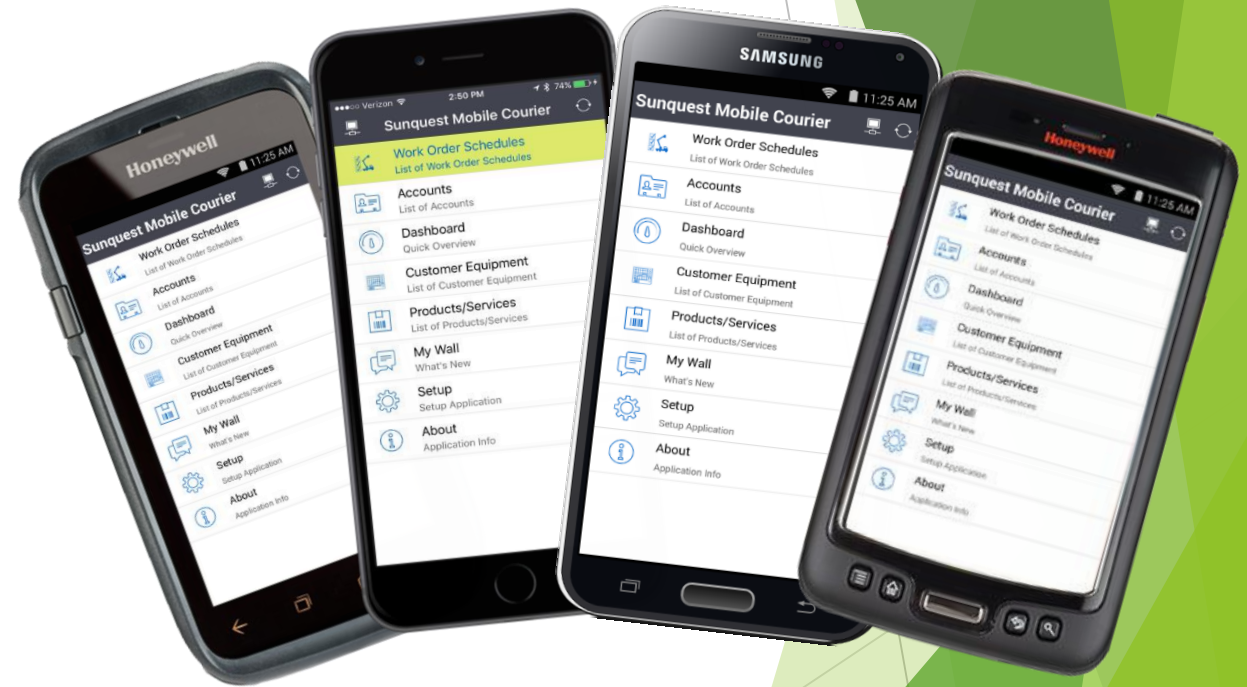 Honeywell
11:25 AM
Sunquest Mobile Courier
Work Order Schedules
List of Work Order Schedules
Accounts
List of Accounts
Dashboard
Quick Overview
Customer Equipment
List of Customer Equipment
Products/Services
List of Products/Services
My Wall
What's New
Setup
Setup Application
About
Application Info
Verizon 2:50 PM 74%
Sunquest Mobile Courier
Work Order Schedules
List of Work Order Schedules
Accounts
List of Accounts
Dashboard
Quick Overview
Customer Equipment
List of Customer Equipment
Products/Services
List of Products/Services
My Wall
What's New
Setup
Setup Application
About
Application Info
SAMSUNG
11:25 AM
Sunquest Mobile Courier
Work Order Schedules
List of Work Order Schedules
Accounts
List of Accounts
Dashboard
Quick Overview
Customer Equipment
List of Customer Equipment
Products/Services
List of Products/Services
My Wall
What's New
Setup
Setup Application
About
Application Info
Honeywell
11:25 AM
Sunquest Mobile Courier
Work Order Schedules
List of Work Order Schedules
Accounts
List of Accounts
Dashboard
Quick Overview
Customer Equipment
List of Customer Equipment
Products/Services
List of Products/Services
My Wall
What's New
Setup
Setup Application
About
Application Info